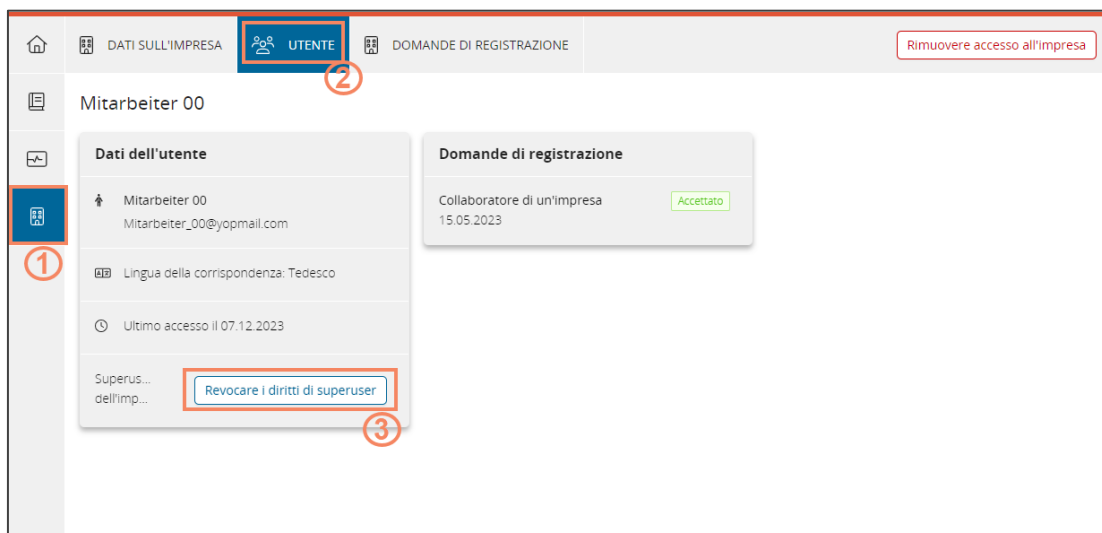 DATI SULL'IMPRESA
UTENTE
DOMANDE DI REGISTRAZIONE
Rimuovere accesso all'impresa
2
Mitarbeiter 00
Dati dell'utente
Mitarbeiter 00
Mitarbeiter_00@yopmail.com
Lingua della corrispondenza: Tedesco
Ultimo accesso il 07.12.2023
Superus...
dell'imp...
Revocare i diritti di superuser
3
Domande di registrazione
Collaboratore di un'impresa
15.05.2023
Accettato
1